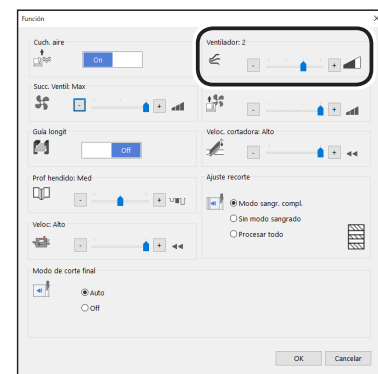 Función
Cuch. aire
On
Ventilador: 2
- +
Succ. Ventil: Max
- +
- +
Guía longit
Off
Veloc. cortadora: Alto
- +
Prof hendido: Med
- +
Ajuste recorte
Modo sangr. compl.
Sin modo sangrado
Procesar todo
Veloc: Alto
- +
Modo de corte final
Auto
Off
OK Cancelar